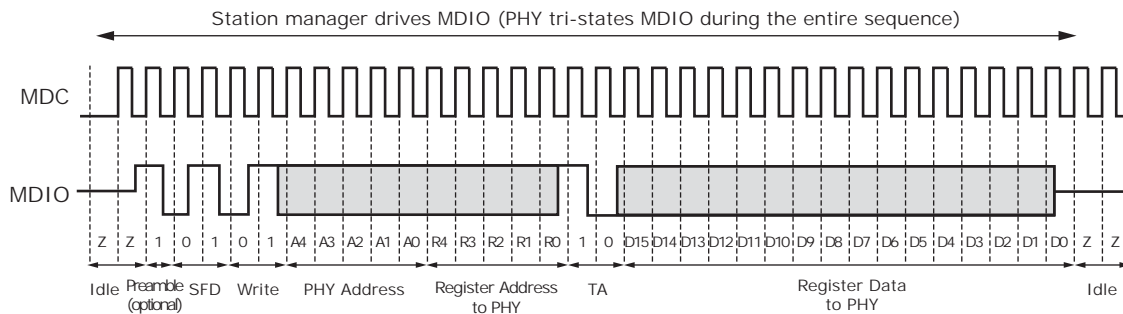 Station manager drives MDIO (PHY tri-states MDIO during the entire sequence)
MDC
MDIO
Z Z 1 0 1 0 1 A4 A3 A2 A1 A0 R4 R3 R2 R1 R0 1 0 D15 D14 D13 D12 D11 D10 D9 D8 D7 D6 D5 D4 D3 D2 D1 D0 Z Z
Idle Preamble (optional) SFD Write PHY Address Register Address to PHY TA Register Data to PHY Idle